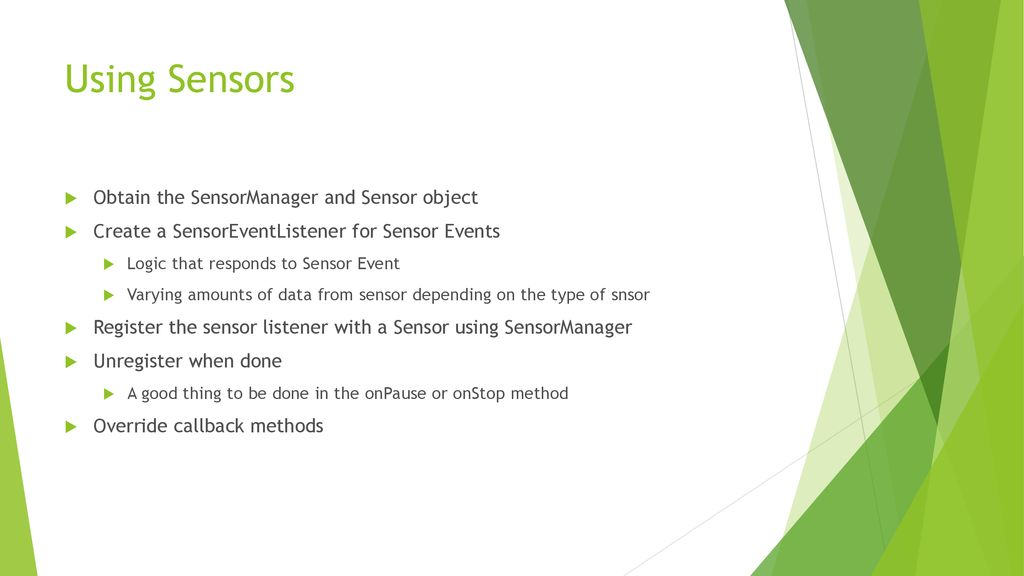 Using Sensors
Obtain the SensorManager and Sensor object
Create a SensorEventListener for Sensor Events
Logic that responds to Sensor Event
Varying amounts of data from sensor depending on the type of snsor
Register the sensor listener with a Sensor using SensorManager
Unregister when done
A good thing to be done in the onPause or onStop method
Override callback methods